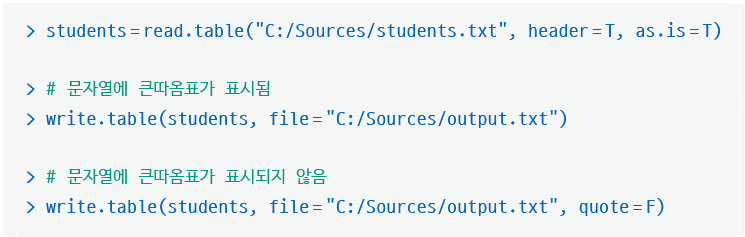 > students=read.table("C:/Sources/students.txt", header=T, as.is=T)
> # 문자열에 큰따옴표가 표시됨
> write.table(students, file="C:/Sources/output.txt")
> # 문자열에 큰따옴표가 표시되지 않음
> write.table(students, file="C:/Sources/output.txt", quote=F)